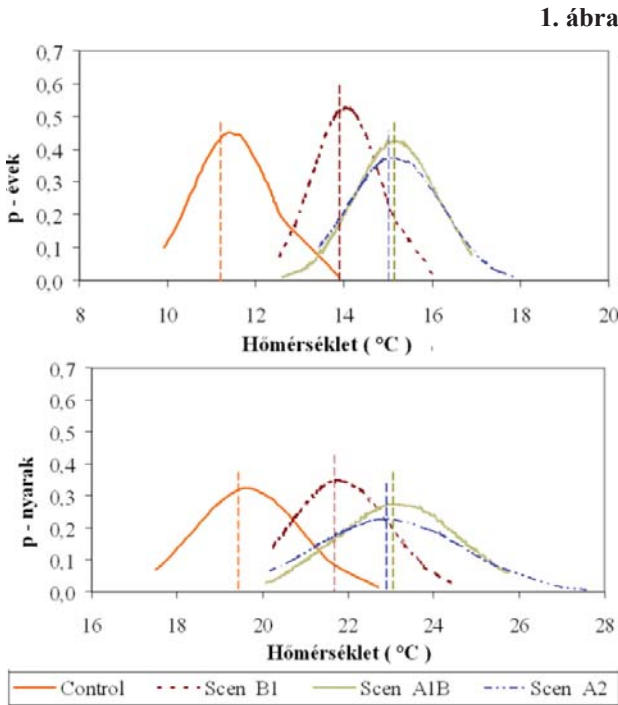 1. ábra
0,7
0,6
0,5
0,4
0,3
0,2
0,1
0,0
p - évek
8 10 12 14 16 18 20
Hőmérséklet ( °C )
0,7
0,6
0,5
0,4
0,3
0,2
0,1
0,0
p - nyarak
16 18 20 22 24 26 28
Hőmérséklet ( °C )
Control Scen B1 Scen A1B Scen A2